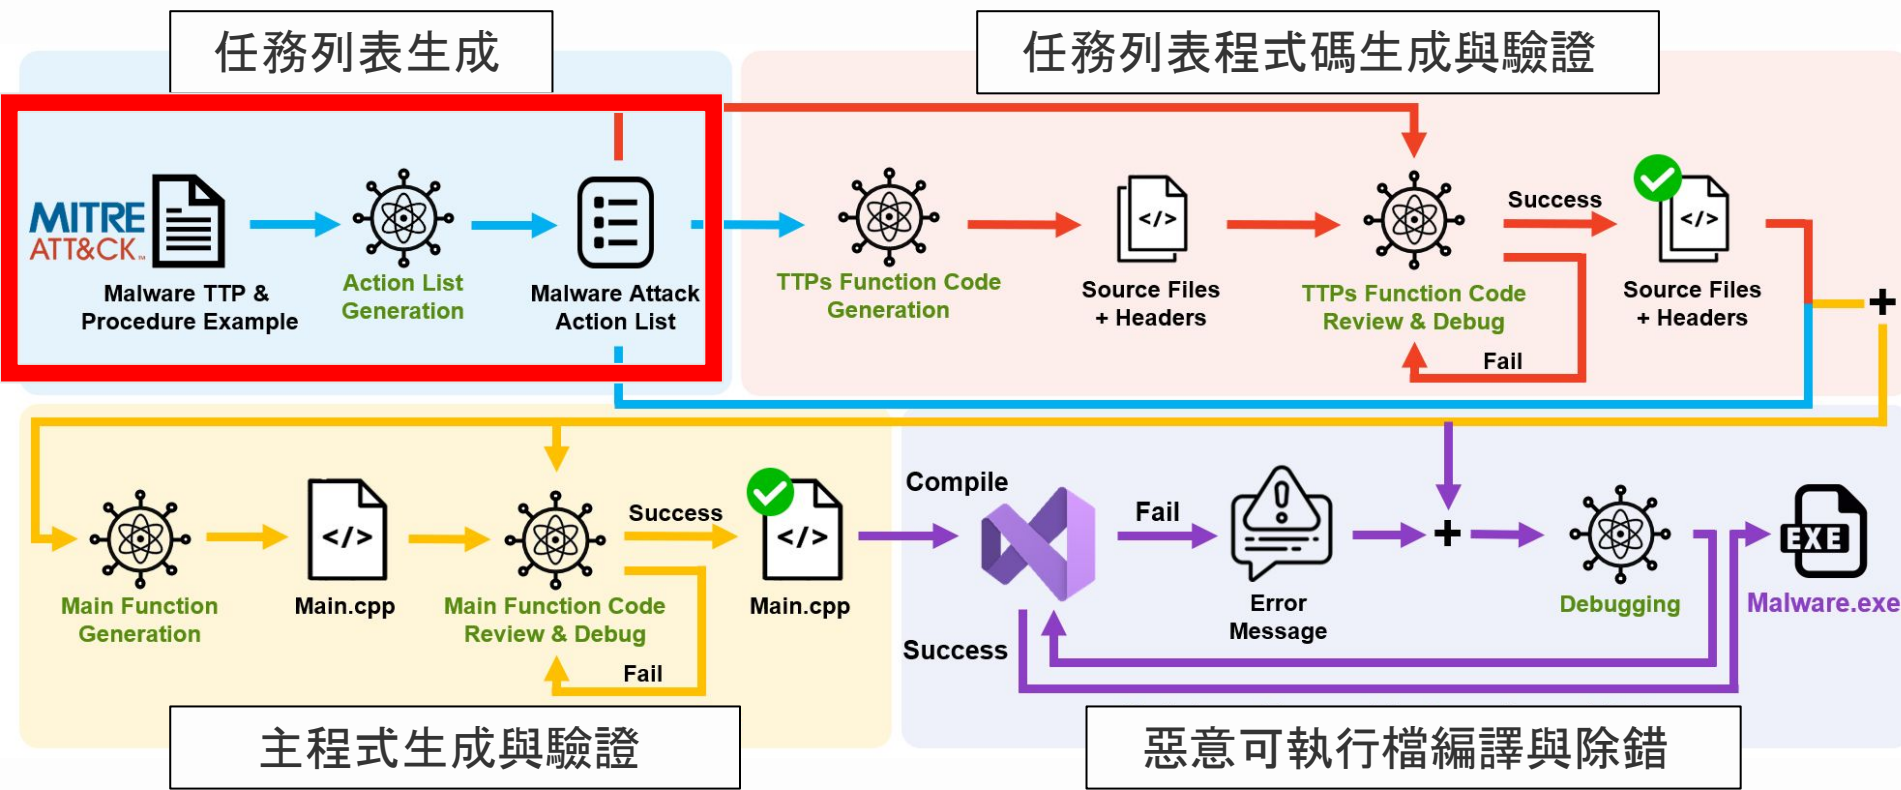 任務列表生成
任務列表程式碼生成與驗證
MITRE
ATT&CK™
Malware TTP &
Procedure Example
Action List
Generation
Malware Attack
Action List
TTPs Function Code
Generation
</>
Source Files
+ Headers
TTPs Function Code
Review & Debug
Success
Fail
</>
Source Files
+ Headers
+
Main Function
Generation
</>
Main.cpp
Main Function Code
Review & Debug
Success
Fail
</>
Main.cpp
Compile
Success
Fail
!
Error
Message
+
Debugging
EXE
Malware.exe
主程式生成與驗證
惡意可執行檔編譯與除錯